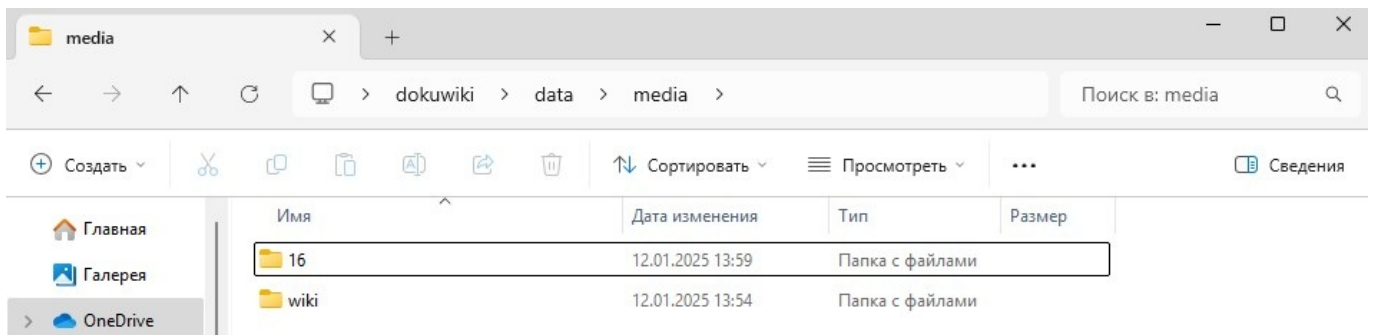 media
dokuwiki > data > media >
Поиск в: media
Создать
Сортировать
Просмотреть
Сведения
Главная
Галерея
OneDrive
Имя Дата изменения Тип Размер
16 12.01.2025 13:59 Папка с файлами
wiki 12.01.2025 13:54 Папка с файлами